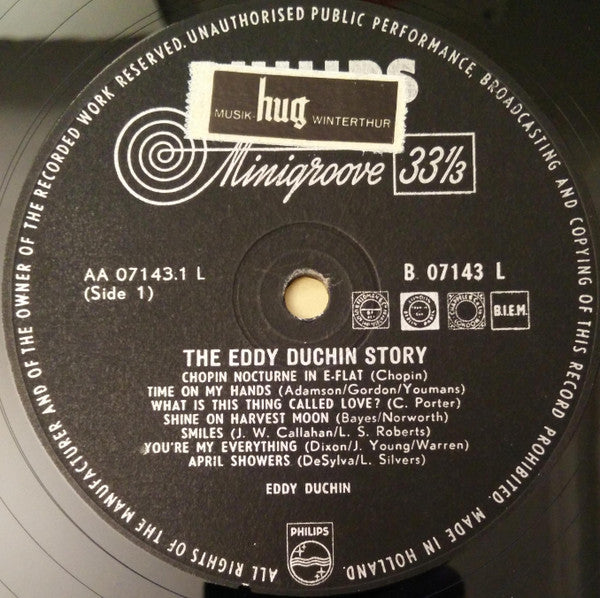 ALL RIGHTS OF THE MANUFACTURER AND OF THE OWNER OF THE RECORDED WORK RESERVED. UNAUTHORISED PUBLIC PERFORMANCE, BROADCASTING AND COPYING OF THIS RECORD PROHIBITED. MADE IN HOLLAND.
PHILIPS
MUSIK- hug WINTERTHUR
Minigroove 33⅓
AA 07143.1 L
(Side 1)
B 07143 L
B.I.E.M.
THE EDDY DUCHIN STORY
CHOPIN NOCTURNE IN E-FLAT (Chopin)
TIME ON MY HANDS (Adamson/Gordon/Youmans)
WHAT IS THIS THING CALLED LOVE? (C. Porter)
SHINE ON HARVEST MOON (Bayes/Norworth)
SMILES (J. W. Callahan/L. S. Roberts)
YOU'RE MY EVERYTHING (Dixon/J. Young/Warren)
APRIL SHOWERS (DeSylva/L. Silvers)
EDDY DUCHIN
PHILIPS